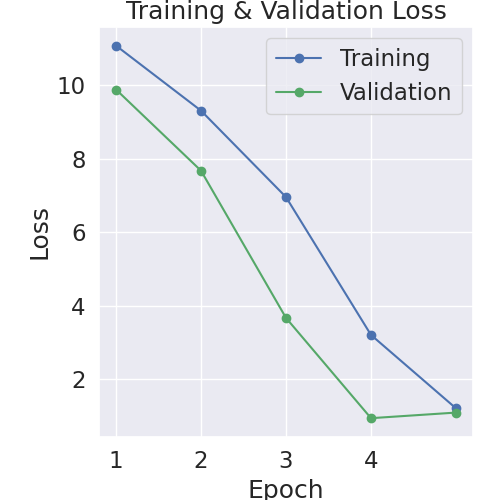 Training & Validation Loss
Training
Validation
Loss
10
8
6
4
2
1 2 3 4
Epoch